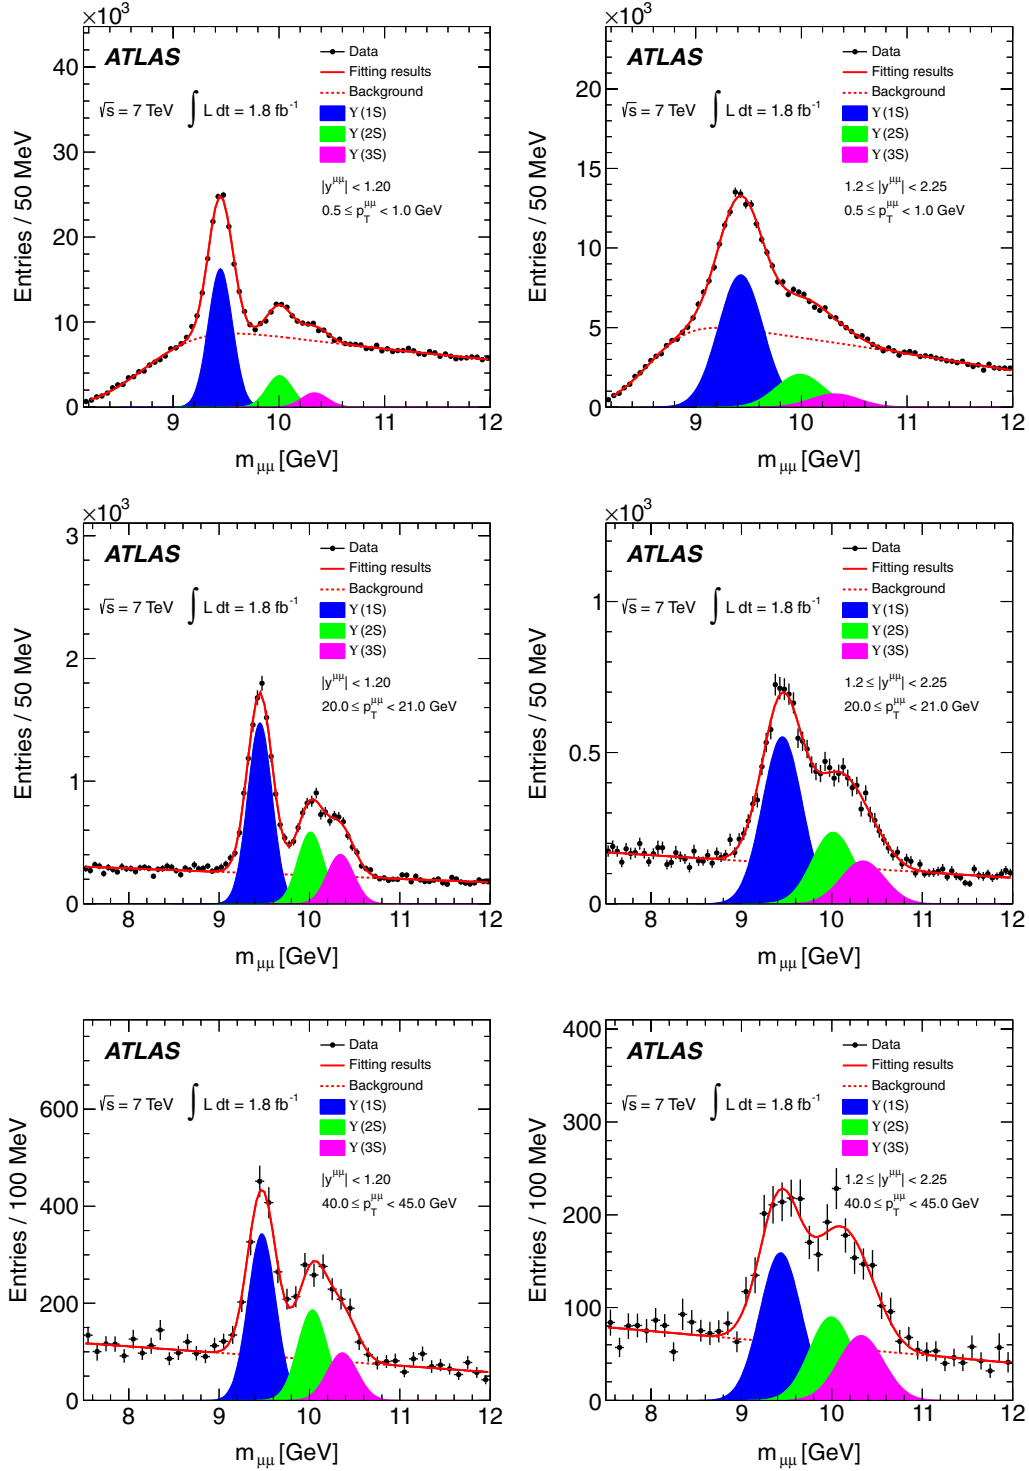 ×10³
ATLAS
Data
Fitting results
Background
ϒ(1S)
ϒ(2S)
ϒ(3S)
√s = 7 TeV ∫ L dt = 1.8 fb⁻¹
|y^μμ| < 1.20
0.5 ≤ p_T^μμ < 1.0 GeV
Entries / 50 MeV
40
30
20
10
0
9 10 11 12
m_μμ [GeV]
×10³
ATLAS
Data
Fitting results
Background
ϒ(1S)
ϒ(2S)
ϒ(3S)
√s = 7 TeV ∫ L dt = 1.8 fb⁻¹
1.2 ≤ |y^μμ| < 2.25
0.5 ≤ p_T^μμ < 1.0 GeV
Entries / 50 MeV
20
15
10
5
0
9 10 11 12
m_μμ [GeV]
×10³
ATLAS
Data
Fitting results
Background
ϒ(1S)
ϒ(2S)
ϒ(3S)
√s = 7 TeV ∫ L dt = 1.8 fb⁻¹
|y^μμ| < 1.20
20.0 ≤ p_T^μμ < 21.0 GeV
Entries / 50 MeV
3
2
1
0
8 9 10 11 12
m_μμ [GeV]
×10³
ATLAS
Data
Fitting results
Background
ϒ(1S)
ϒ(2S)
ϒ(3S)
√s = 7 TeV ∫ L dt = 1.8 fb⁻¹
1.2 ≤ |y^μμ| < 2.25
20.0 ≤ p_T^μμ < 21.0 GeV
Entries / 50 MeV
1
0.5
0
8 9 10 11 12
m_μμ [GeV]
ATLAS
Data
Fitting results
Background
ϒ(1S)
ϒ(2S)
ϒ(3S)
√s = 7 TeV ∫ L dt = 1.8 fb⁻¹
|y^μμ| < 1.20
40.0 ≤ p_T^μμ < 45.0 GeV
Entries / 100 MeV
600
400
200
0
8 9 10 11 12
m_μμ [GeV]
ATLAS
Data
Fitting results
Background
ϒ(1S)
ϒ(2S)
ϒ(3S)
√s = 7 TeV ∫ L dt = 1.8 fb⁻¹
1.2 ≤ |y^μμ| < 2.25
40.0 ≤ p_T^μμ < 45.0 GeV
Entries / 100 MeV
400
300
200
100
0
8 9 10 11 12
m_μμ [GeV]